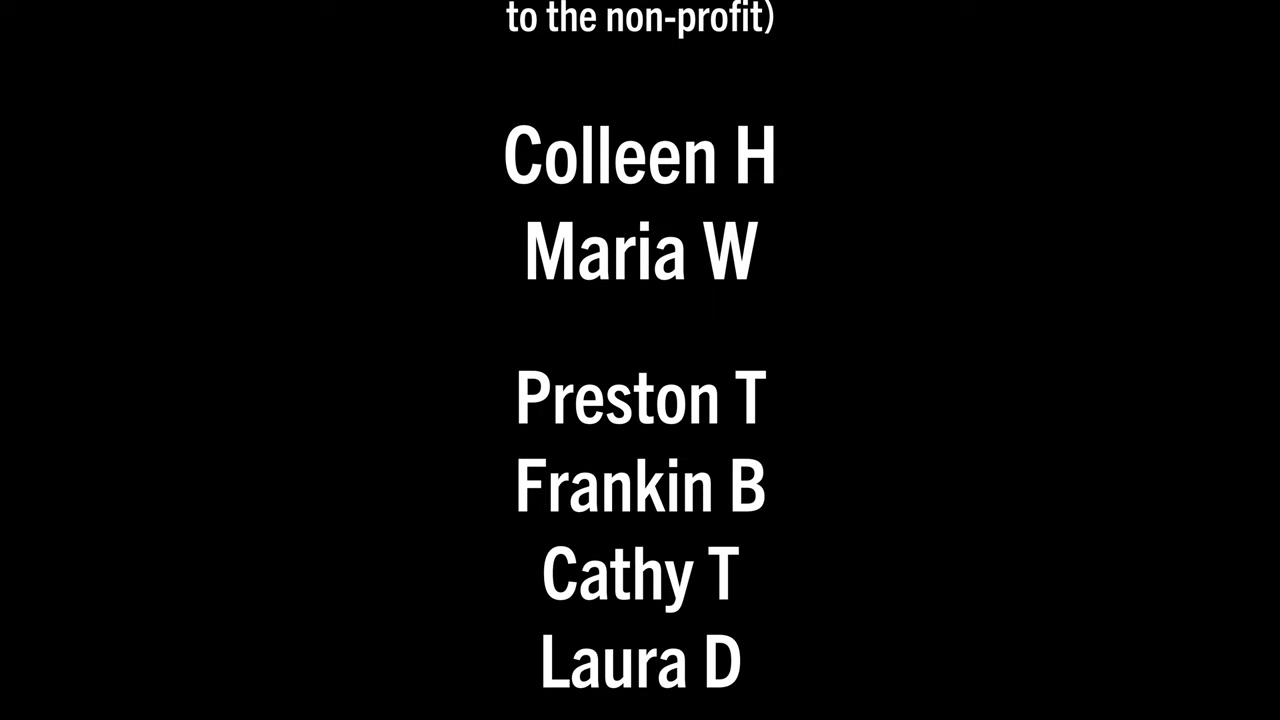 to the non-profit)
Colleen H
Maria W
Preston T
Frankin B
Cathy T
Laura D